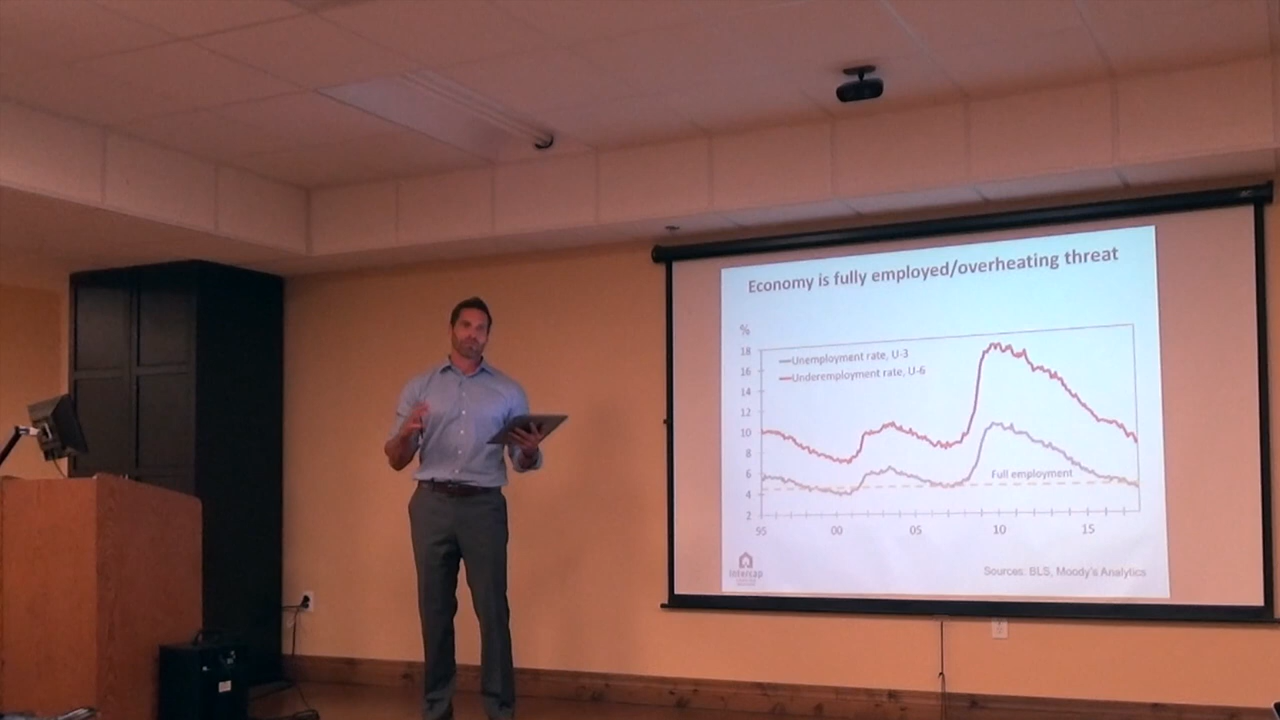 Economy is fully employed/overheating threat
%
18
16
14
12
10
8
6
4
2
Unemployment rate, U-3
Underemployment rate, U-6
Full employment
95 00 05 10 15
intercap
Sources: BLS, Moody's Analytics